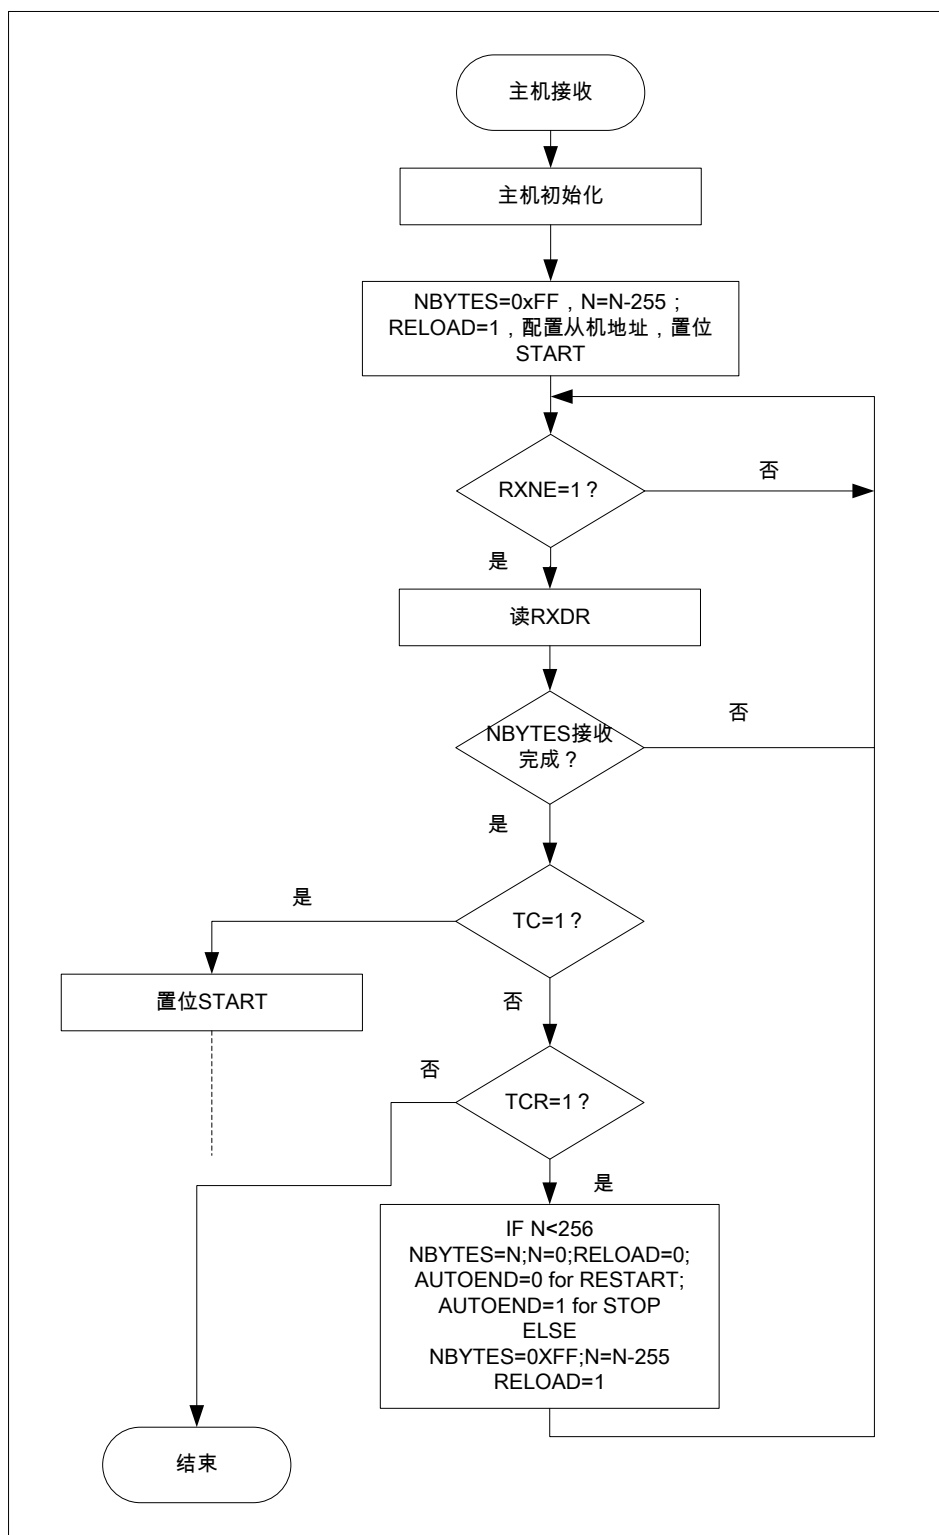 主机接收
主机初始化
NBYTES=0xFF，N=N-255；
RELOAD=1，配置从机地址，置位
START
RXNE=1？
否
是
读RXDR
NBYTES接收
完成？
否
是
TC=1？
是
置位START
否
TCR=1？
否
是
IF N<256
NBYTES=N;N=0;RELOAD=0;
AUTOEND=0 for RESTART;
AUTOEND=1 for STOP
ELSE
NBYTES=0XFF;N=N-255
RELOAD=1
结束